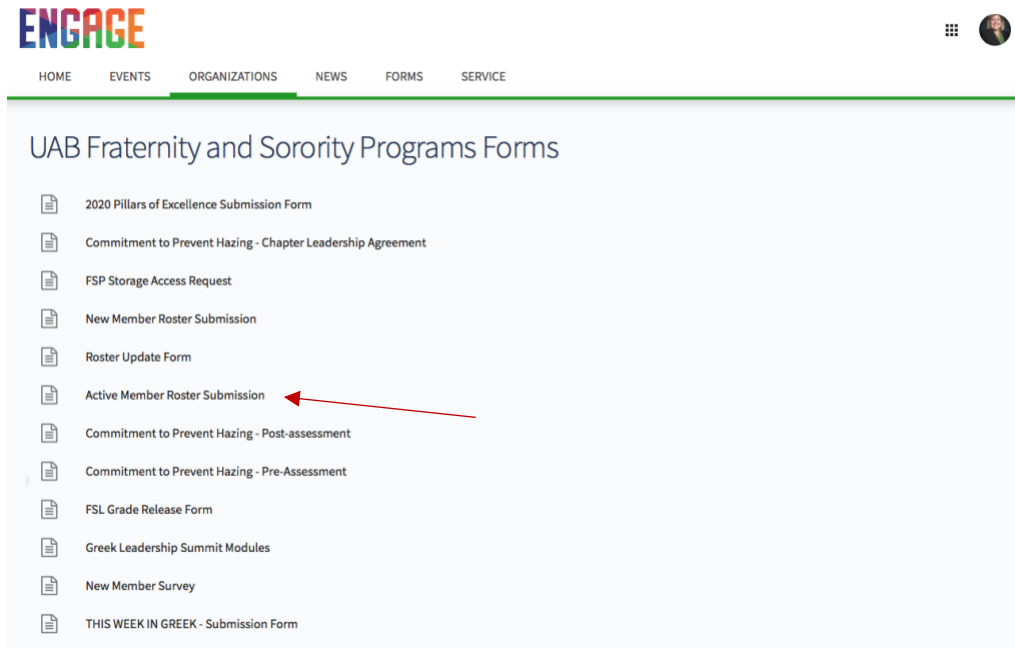 ENGAGE
HOME EVENTS ORGANIZATIONS NEWS FORMS SERVICE
UAB Fraternity and Sorority Programs Forms
2020 Pillars of Excellence Submission Form
Commitment to Prevent Hazing - Chapter Leadership Agreement
FSP Storage Access Request
New Member Roster Submission
Roster Update Form
Active Member Roster Submission
Commitment to Prevent Hazing - Post-assessment
Commitment to Prevent Hazing - Pre-Assessment
FSL Grade Release Form
Greek Leadership Summit Modules
New Member Survey
THIS WEEK IN GREEK - Submission Form